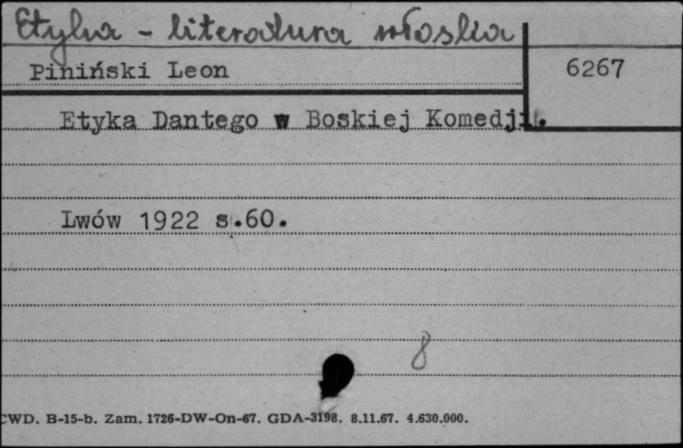 Etyka - literatura włoska
Piniński Leon
6267
Etyka Dantego w Boskiej Komedji.
Lwów 1922 s.60.
8
CWD. B-15-b. Zam. 1726-DW-On-67. GDA-3198. 8.11.67. 4.630.000.